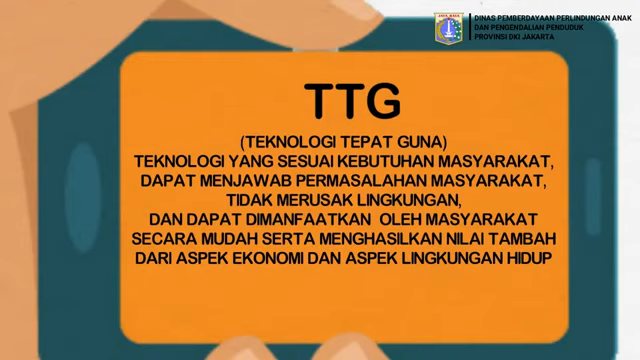 JAYA RAYA
DINAS PEMBERDAYAAN PERLINDUNGAN ANAK
DAN PENGENDALIAN PENDUDUK
PROVINSI DKI JAKARTA
TTG
(TEKNOLOGI TEPAT GUNA)
TEKNOLOGI YANG SESUAI KEBUTUHAN MASYARAKAT,
DAPAT MENJAWAB PERMASALAHAN MASYARAKAT,
TIDAK MERUSAK LINGKUNGAN,
DAN DAPAT DIMANFAATKAN OLEH MASYARAKAT
SECARA MUDAH SERTA MENGHASILKAN NILAI TAMBAH
DARI ASPEK EKONOMI DAN ASPEK LINGKUNGAN HIDUP